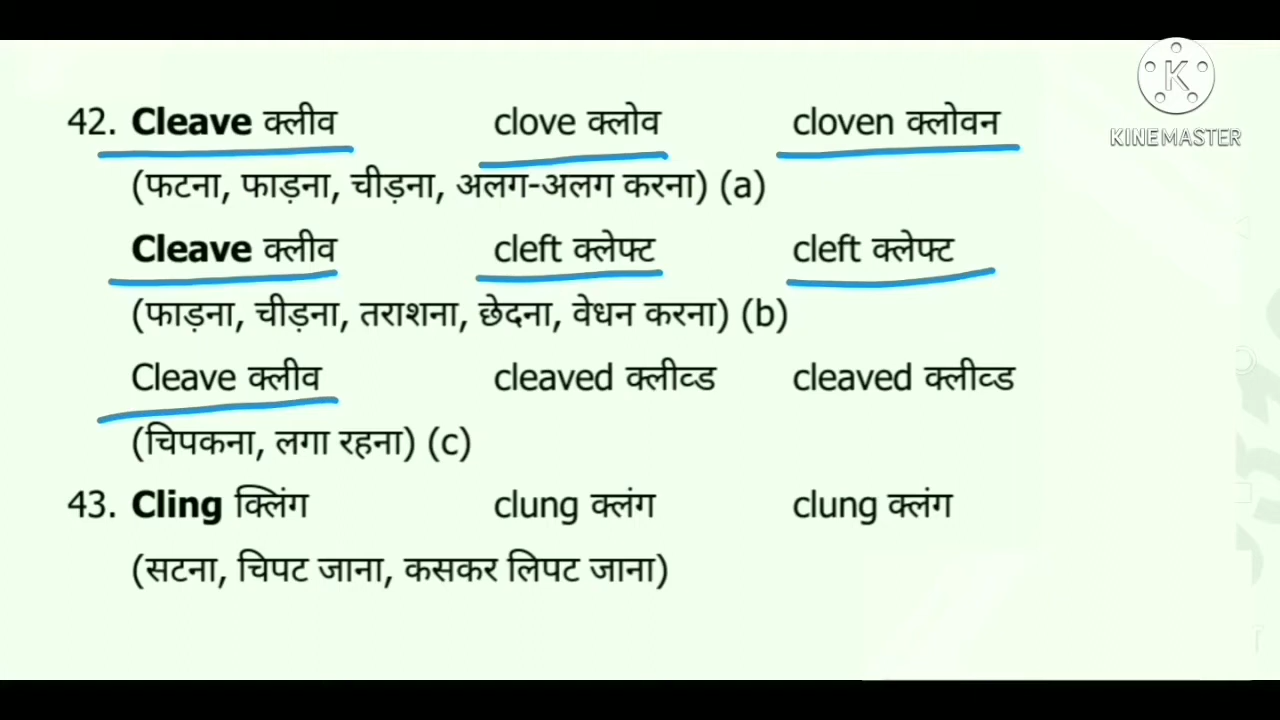 42. Cleave क्लीव clove क्लोव cloven क्लोवन
(फटना, फाड़ना, चीड़ना, अलग-अलग करना) (a)
Cleave क्लीव cleft क्लेफ्ट cleft क्लेफ्ट
(फाड़ना, चीड़ना, तराशना, छेदना, वेधन करना) (b)
Cleave क्लीव cleaved क्लीव्ड cleaved क्लीव्ड
(चिपकना, लगा रहना) (c)
43. Cling क्लिंग clung क्लंग clung क्लंग
(सटना, चिपट जाना, कसकर लिपट जाना)
K
KINEMASTER